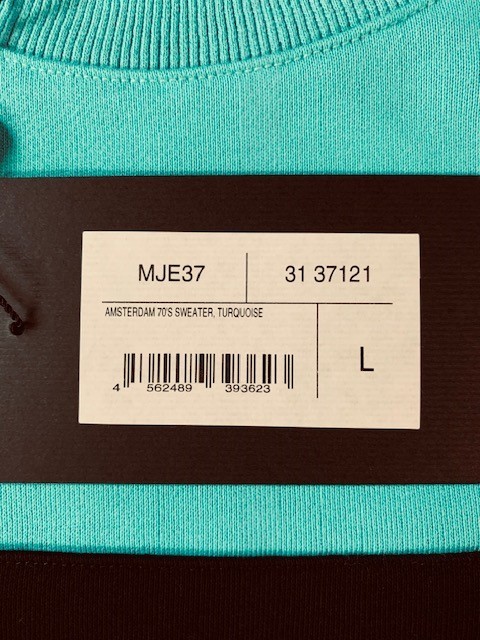 MJE37 31 37121
AMSTERDAM 70'S SWEATER, TURQUOISE
L
4 562489 393623